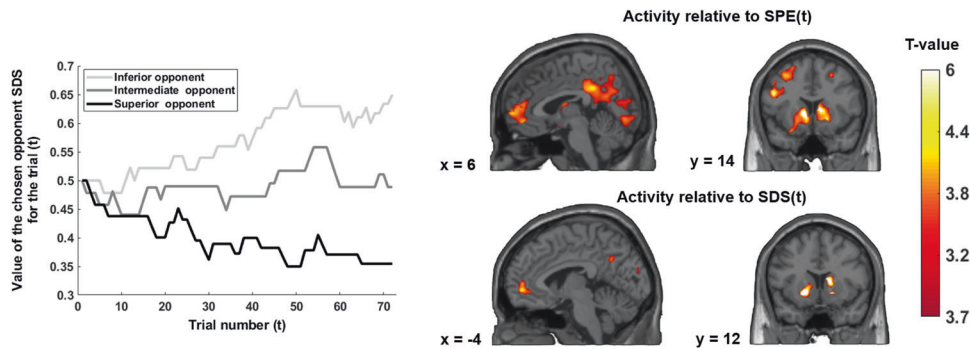 Value of the chosen opponent SDS
for the trial (t)
0.7
0.65
0.6
0.55
0.5
0.45
0.4
0.35
0.3
Inferior opponent
Intermediate opponent
Superior opponent
0 10 20 30 40 50 60 70
Trial number (t)
Activity relative to SPE(t)
x = 6
y = 14
Activity relative to SDS(t)
x = -4
y = 12
T-value
6
4.4
3.8
3.2
3.7